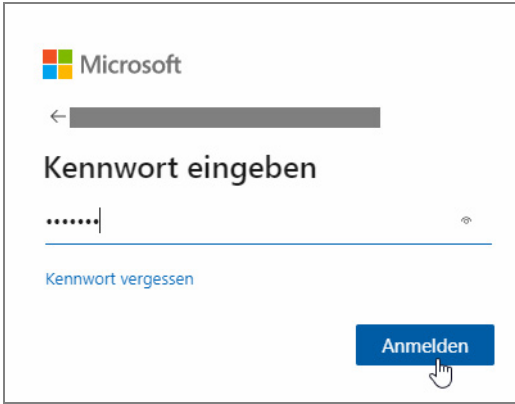 Microsoft
Kennwort eingeben
•••••••
Kennwort vergessen
Anmelden